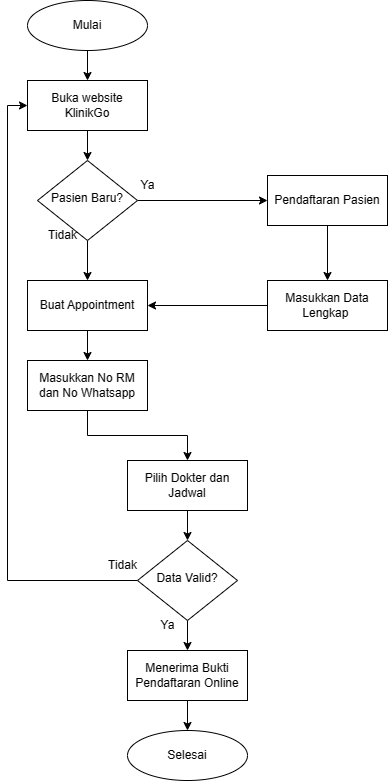 Mulai
Buka website
KlinikGo
Pasien Baru?
Ya
Pendaftaran Pasien
Tidak
Masukkan Data
Lengkap
Buat Appointment
Masukkan No RM
dan No Whatsapp
Pilih Dokter dan
Jadwal
Tidak
Data Valid?
Ya
Menerima Bukti
Pendaftaran Online
Selesai